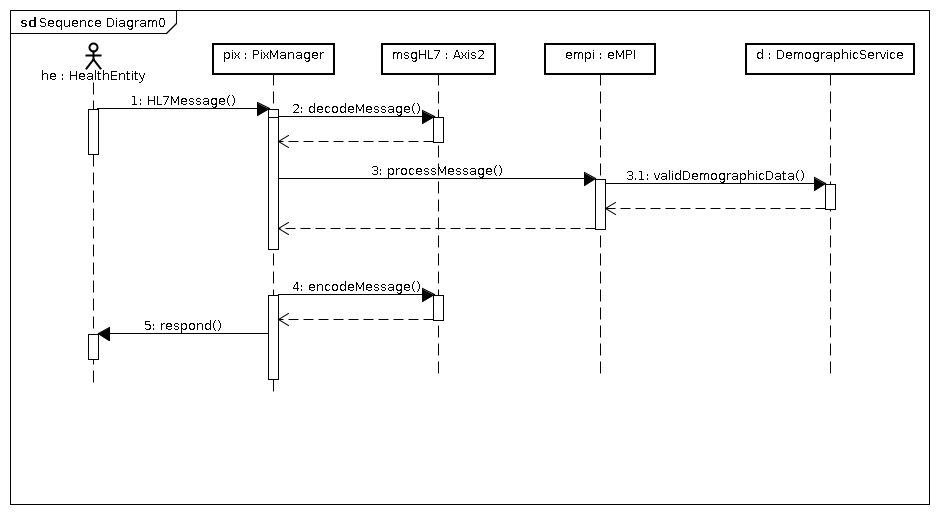 sd Sequence Diagram0
he : HealthEntity
pix : PixManager
msgHL7 : Axis2
empi : eMPI
d : DemographicService
1: HL7Message()
2: decodeMessage()
3: processMessage()
3.1: validDemographicData()
4: encodeMessage()
5: respond()